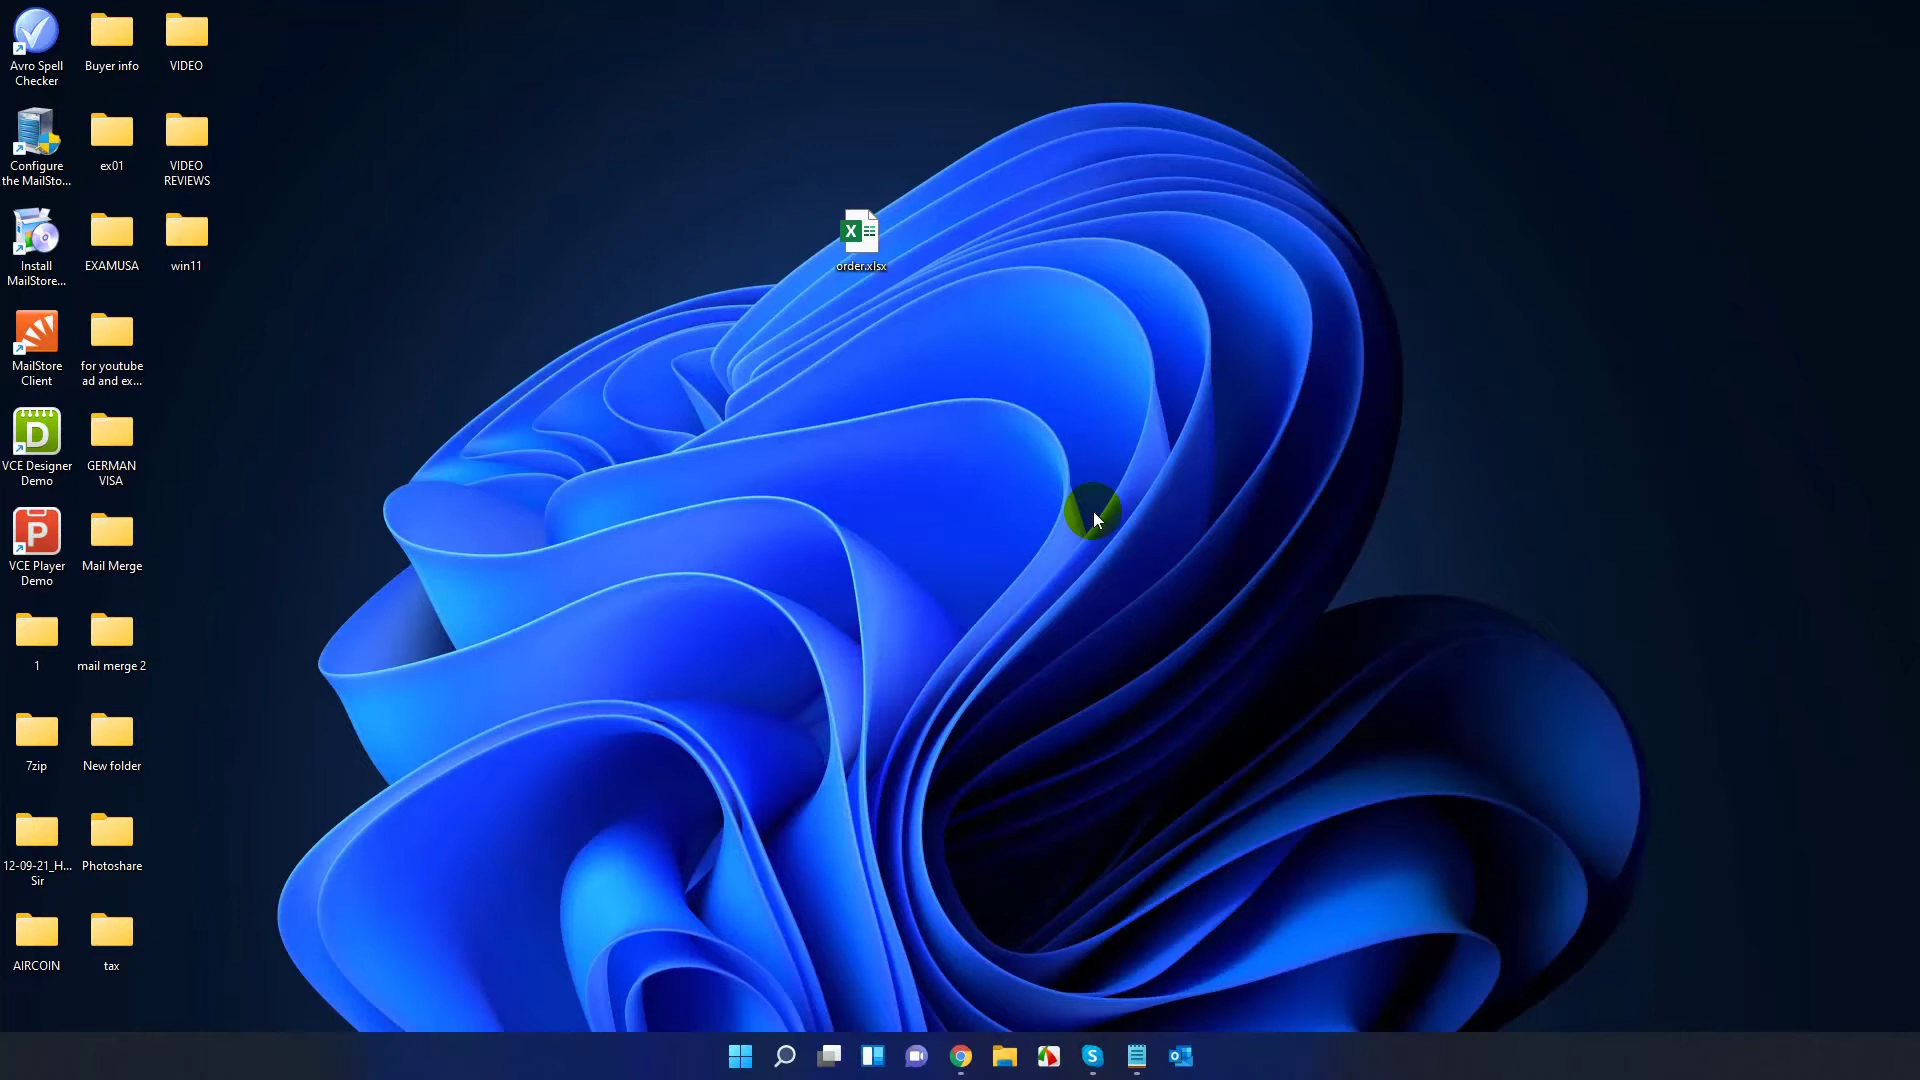 Avro Spell
Checker
Buyer info
VIDEO
Configure
the MailSto...
ex01
VIDEO
REVIEWS
Install
MailStore...
EXAMUSA
win11
order.xlsx
MailStore
Client
for youtube
ad and ex...
VCE Designer
Demo
GERMAN
VISA
VCE Player
Demo
Mail Merge
1
mail merge 2
7zip
New folder
12-09-21_H...
Sir
Photoshare
AIRCOIN
tax